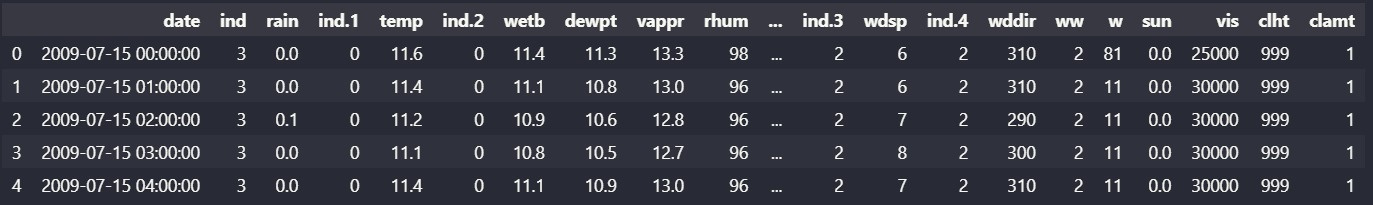 date ind rain ind.1 temp ind.2 wetb dewpt vappr rhum ... ind.3 wdsp ind.4 wddir ww w sun vis clht clamt
0 2009-07-15 00:00:00 3 0.0 0 11.6 0 11.4 11.3 13.3 98 ... 2 6 2 310 2 81 0.0 25000 999 1
1 2009-07-15 01:00:00 3 0.0 0 11.4 0 11.1 10.8 13.0 96 ... 2 6 2 310 2 11 0.0 30000 999 1
2 2009-07-15 02:00:00 3 0.1 0 11.2 0 10.9 10.6 12.8 96 ... 2 7 2 290 2 11 0.0 30000 999 1
3 2009-07-15 03:00:00 3 0.0 0 11.1 0 10.8 10.5 12.7 96 ... 2 8 2 300 2 11 0.0 30000 999 1
4 2009-07-15 04:00:00 3 0.0 0 11.4 0 11.1 10.9 13.0 96 ... 2 7 2 310 2 11 0.0 30000 999 1